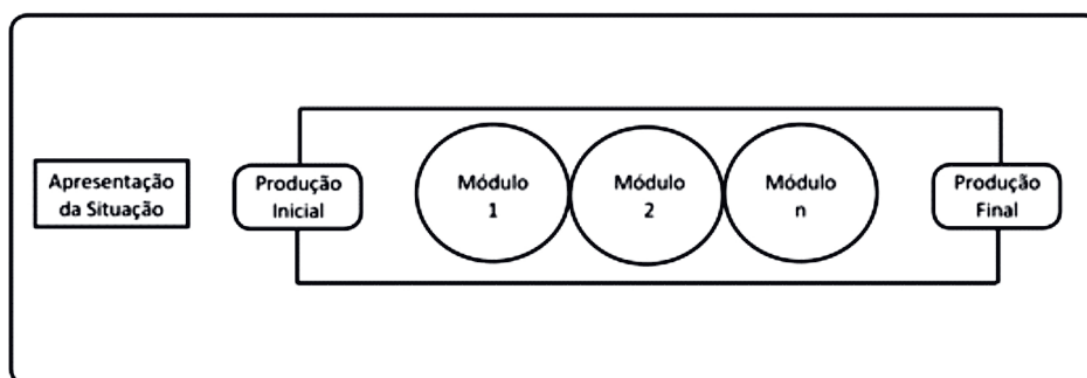 Apresentação
da Situação
Produção
Inicial
Módulo
1
Módulo
2
Módulo
n
Produção
Final